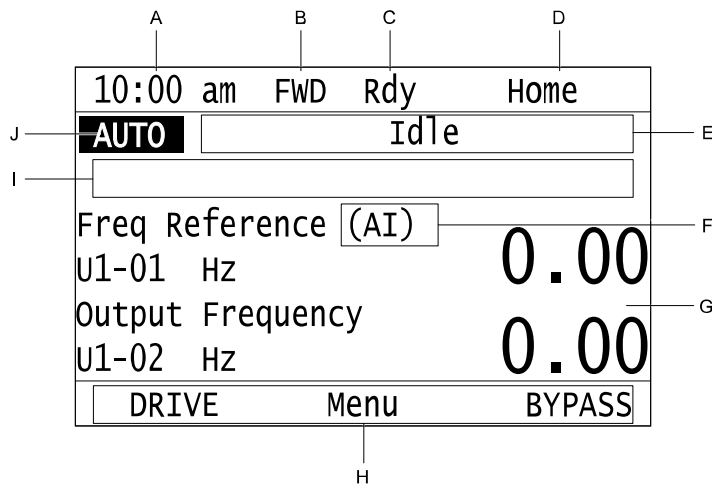 A B C D
10:00 am FWD Rdy Home
J AUTO Idle E
I
Freq Reference (AI) F
U1-01 Hz 0.00
G
Output Frequency
U1-02 Hz 0.00
DRIVE Menu BYPASS
H